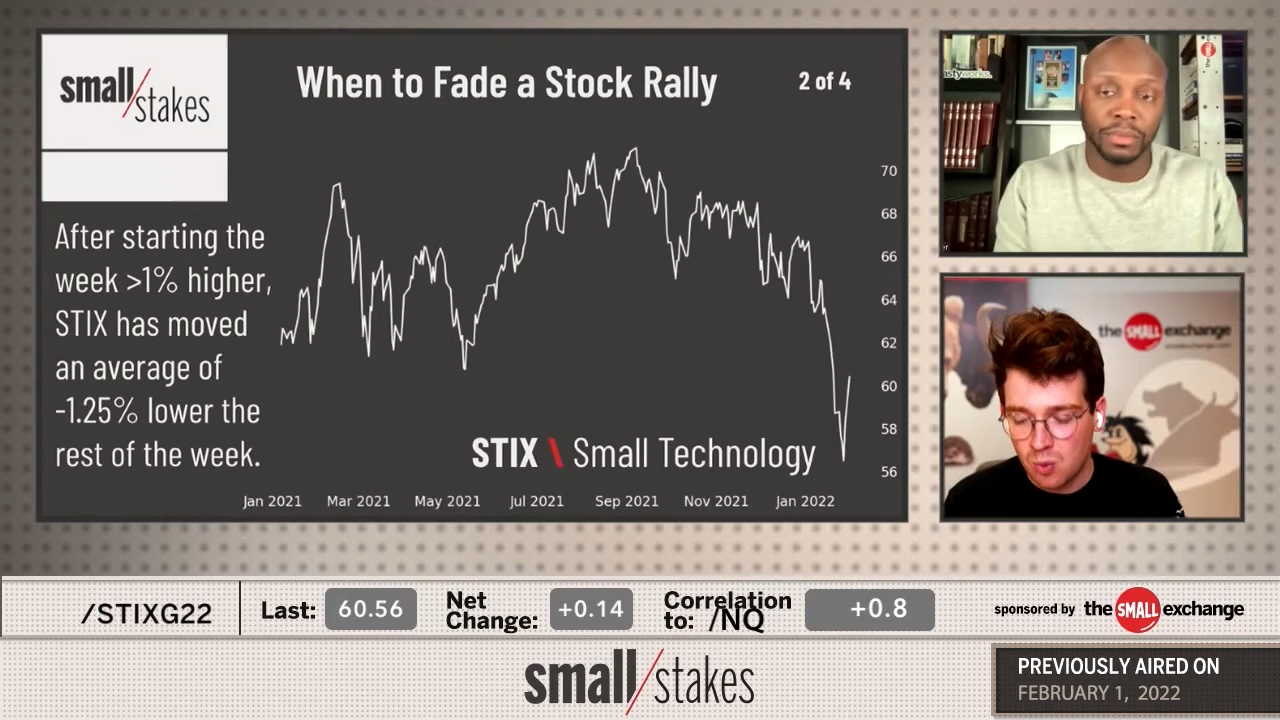 small/stakes
When to Fade a Stock Rally
2 of 4
After starting the
week >1% higher,
STIX has moved
an average of
-1.25% lower the
rest of the week.
70
68
66
64
62
60
58
56
STIX \ Small Technology
Jan 2021
Mar 2021
May 2021
Jul 2021
Sep 2021
Nov 2021
Jan 2022
astyworks.
the SMALL exchange
/STIXG22
Last:
60.56
Net
Change:
+0.14
Correlation
to: /NQ
+0.8
sponsored by the SMALL exchange
small/stakes
PREVIOUSLY AIRED ON
FEBRUARY 1, 2022